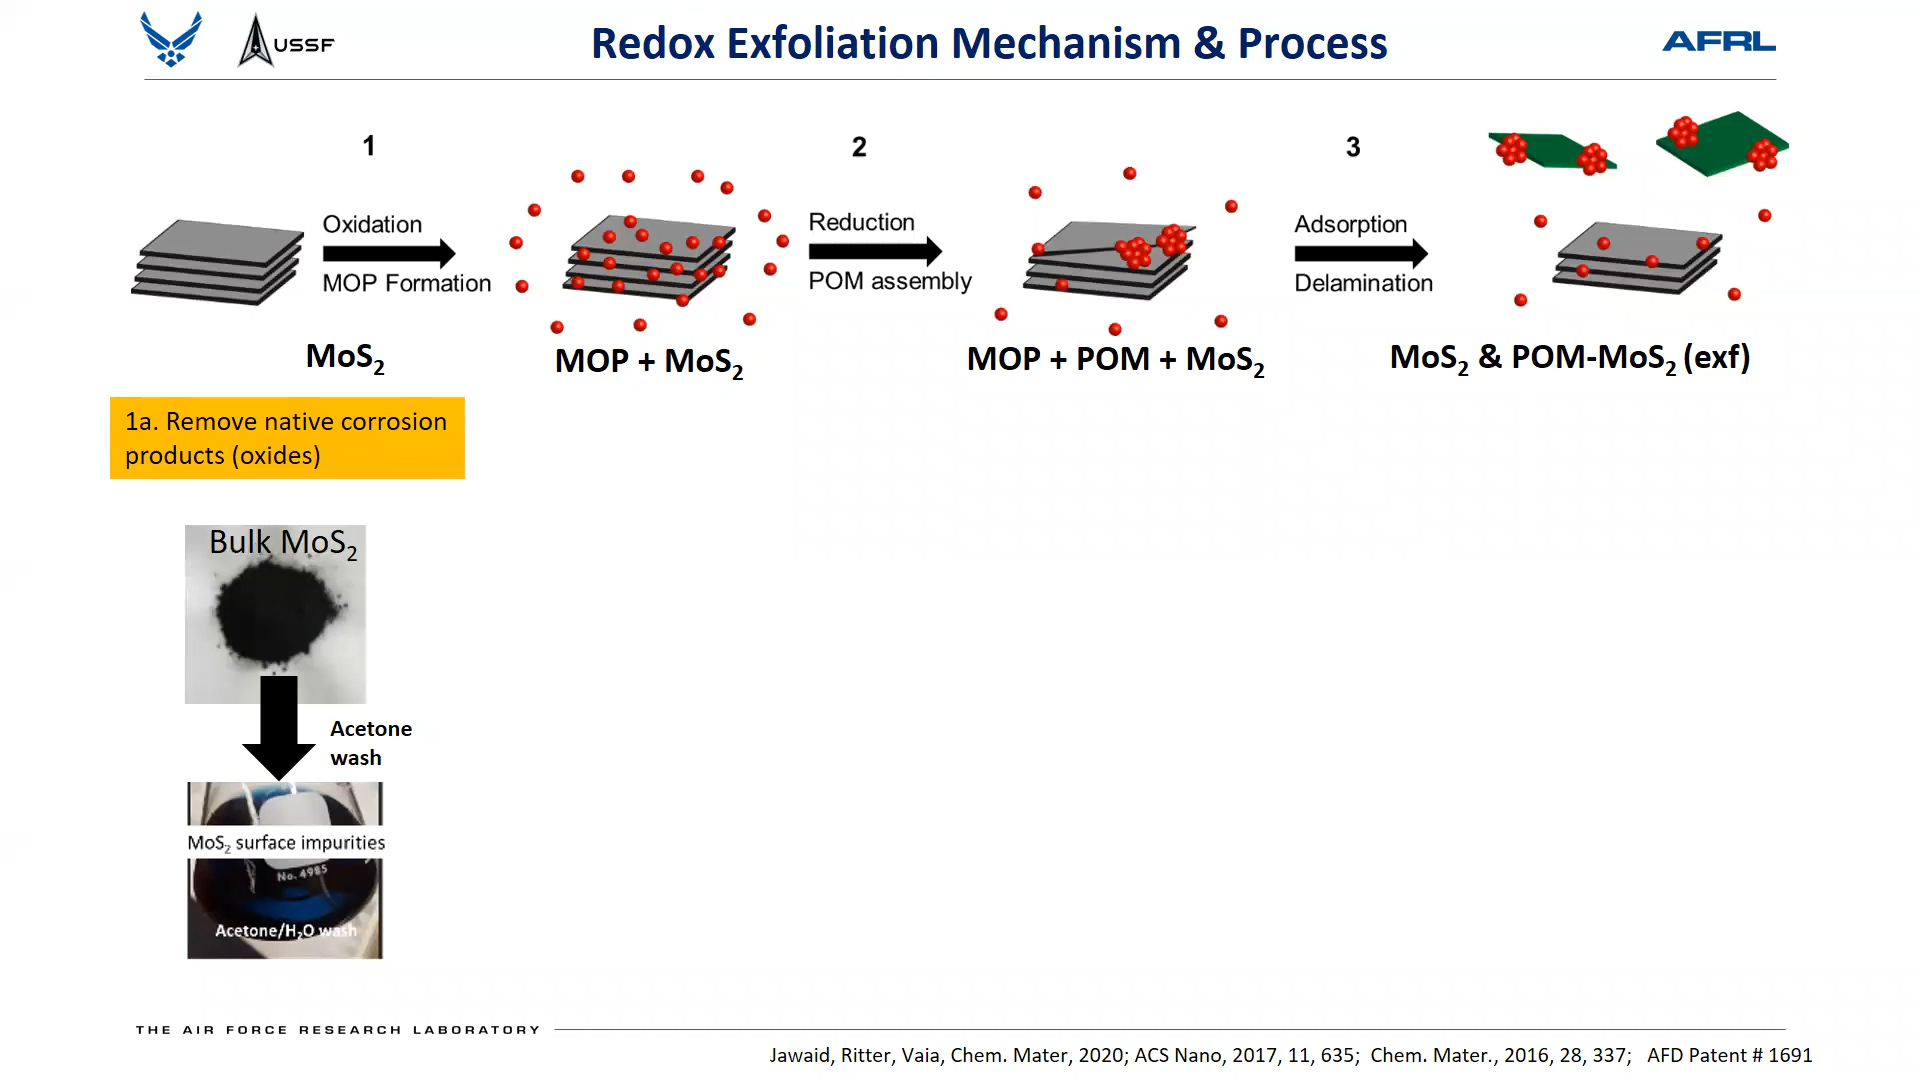 USSF
Redox Exfoliation Mechanism & Process
AFRL
1
2
3
Oxidation
MOP Formation
Reduction
POM assembly
Adsorption
Delamination
MoS2
MOP + MoS2
MOP + POM + MoS2
MoS2 & POM-MoS2 (exf)
1a. Remove native corrosion
products (oxides)
Bulk MoS2
Acetone
wash
MoS2 surface impurities
No. 4985
Acetone/H2O wash
THE AIR FORCE RESEARCH LABORATORY
Jawaid, Ritter, Vaia, Chem. Mater, 2020; ACS Nano, 2017, 11, 635; Chem. Mater., 2016, 28, 337; AFD Patent # 1691